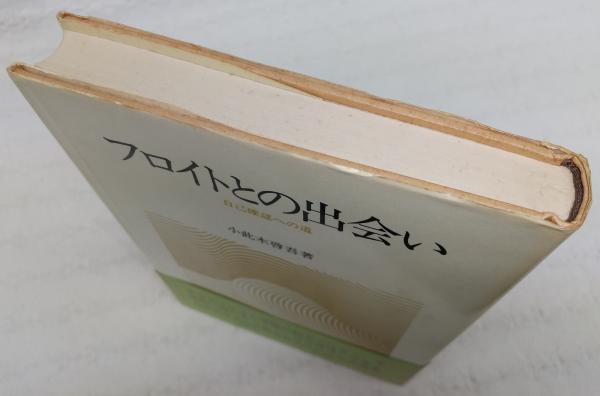 フロイトとの出会い
自己確認への道
小此木啓吾著